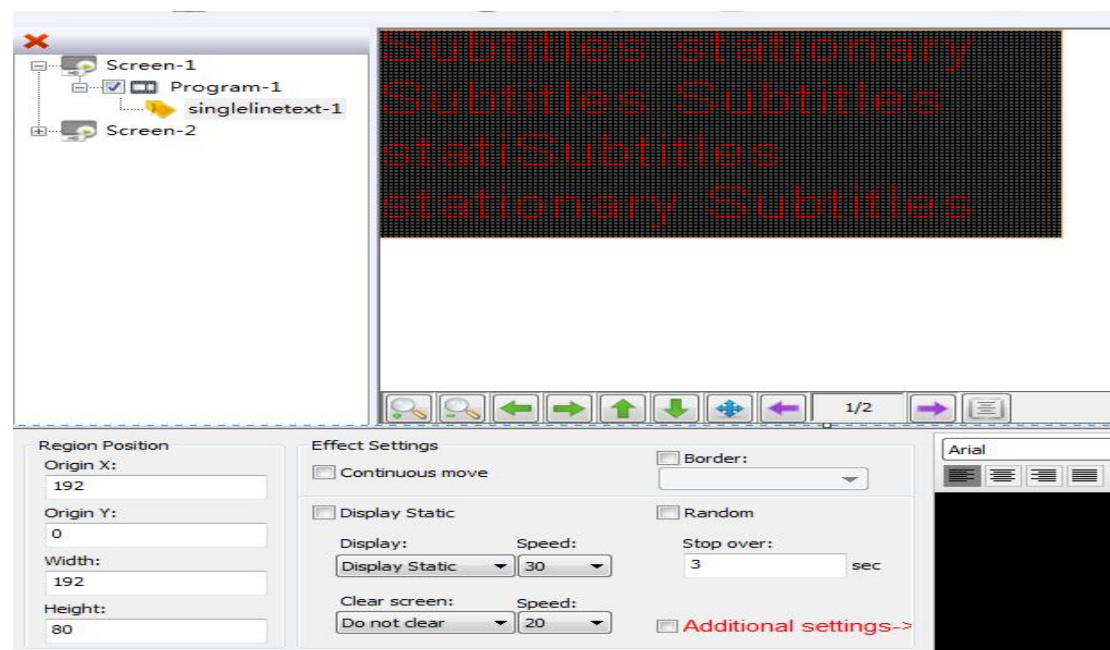 Screen-1
Program-1
singlelinetext-1
Screen-2
Subtitles stationary
Subtitles Subtitles
statiSubtitles
stationary Subtitles
1/2
Region Position
Origin X:
192
Origin Y:
0
Width:
192
Height:
80
Effect Settings
Continuous move
Border:
Display Static
Random
Display:
Speed:
Stop over:
Display Static
30
3
sec
Clear screen:
Speed:
Do not clear
20
Additional settings->
Arial